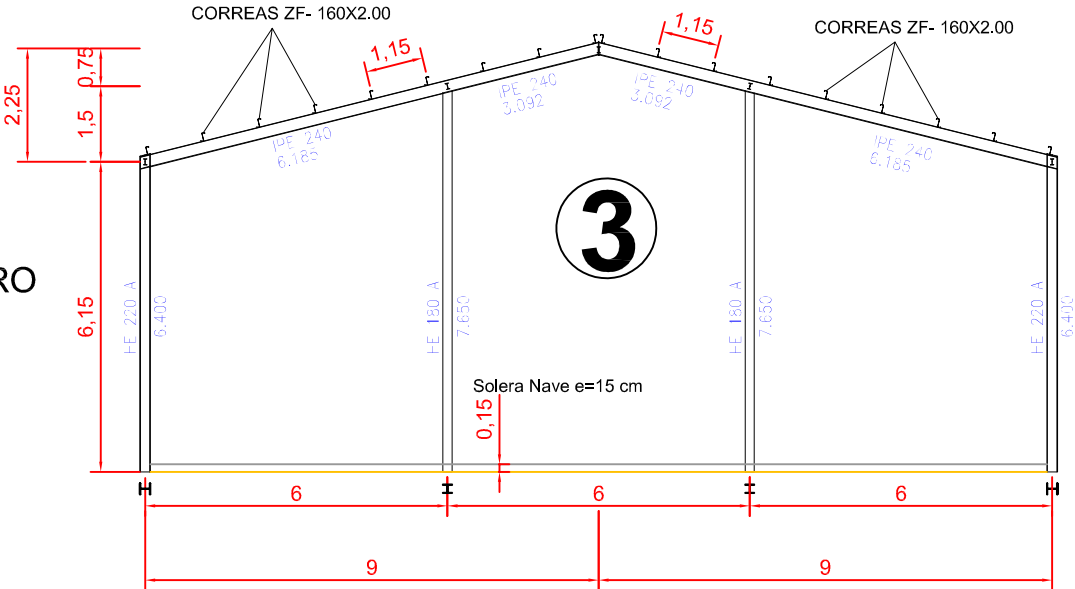 CORREAS ZF- 160X2.00
CORREAS ZF- 160X2.00
1,15
1,15
0,75
2,25
1,5
IPE 240
3.092
IPE 240
3.092
IPE 240
6.185
IPE 240
6.185
3
RO
6,15
HE 220 A
6.400
HE 180 A
7.650
HE 180 A
7.650
HE 220 A
6.400
Solera Nave e=15 cm
0,15
6
6
6
9
9